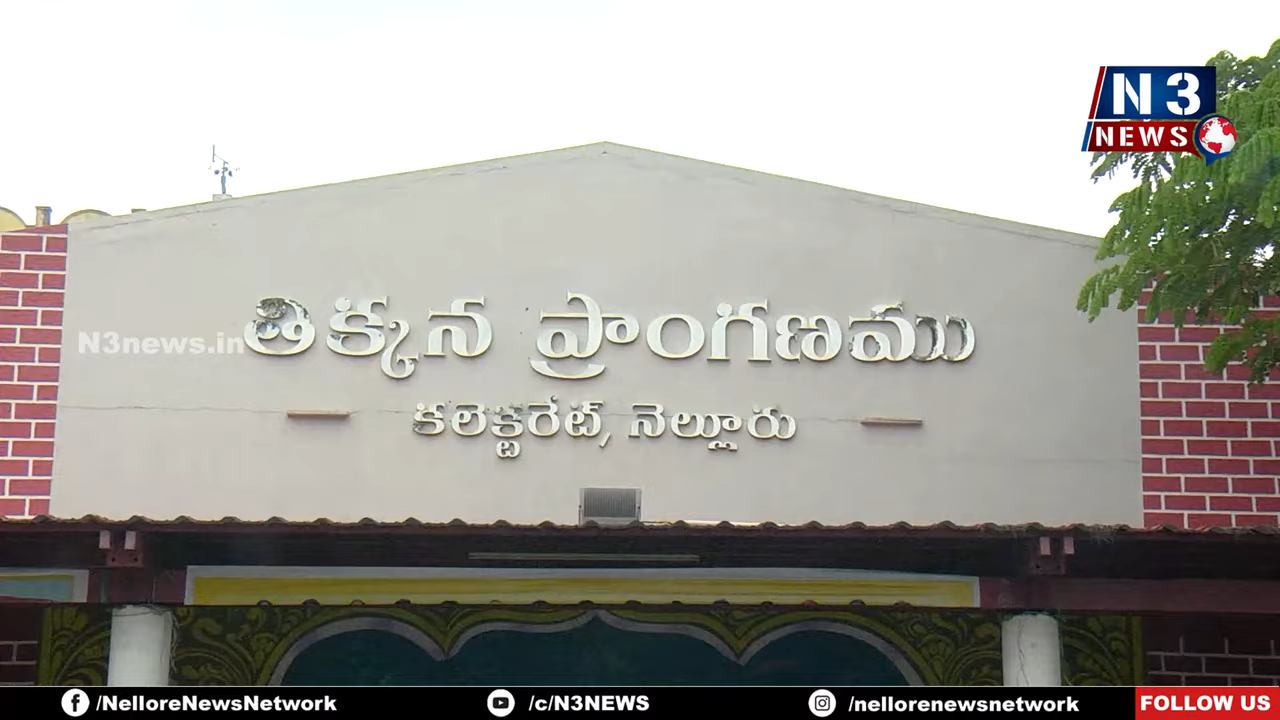 N3
NEWS
తిక్కన ప్రాంగణము
N3news.in
కలెక్టరేట్, నెల్లూరు
/NelloreNewsNetwork
/c/N3NEWS
/nellorenewsnetwork
FOLLOW US